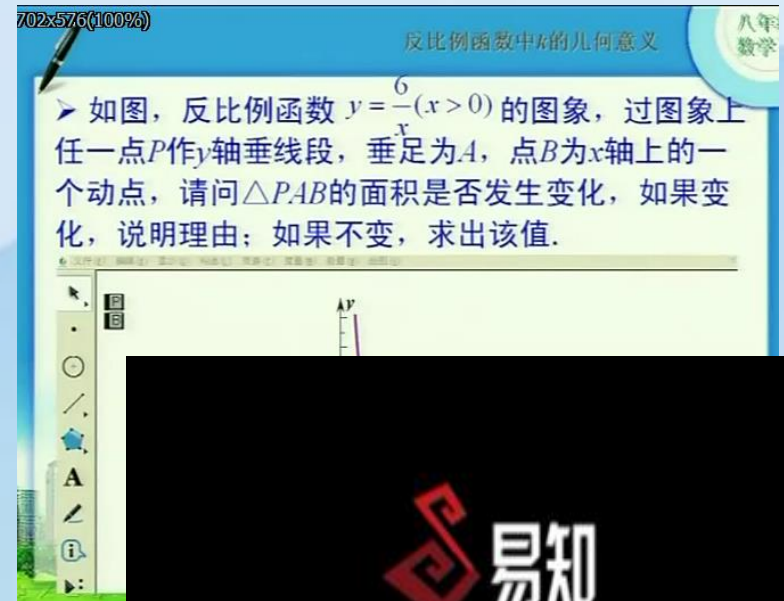 702x576(100%)
八年
数学
反比例函数中k的几何意义
➢ 如图，反比例函数 y = 6/x (x > 0) 的图象，过图象上
任一点P作y轴垂线段，垂足为A，点B为x轴上的一
个动点，请问△PAB的面积是否发生变化，如果变
化，说明理由；如果不变，求出该值.
P
B
y
A
易知